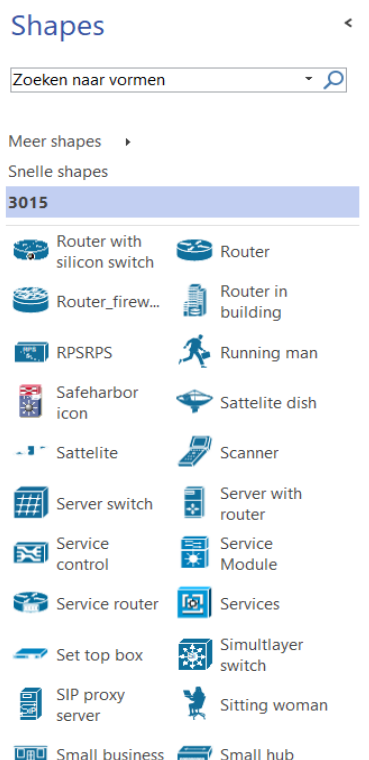 Shapes
Zoeken naar vormen
Meer shapes
Snelle shapes
3015
Router with
silicon switch
Router
Router_firew...
Router in
building
RPSRPS
Running man
Safeharbor
icon
Sattelite dish
Sattelite
Scanner
Server switch
Server with
router
Service
control
Service
Module
Service router
Services
Set top box
Simultlayer
switch
SIP proxy
server
Sitting woman
Small business
Small hub